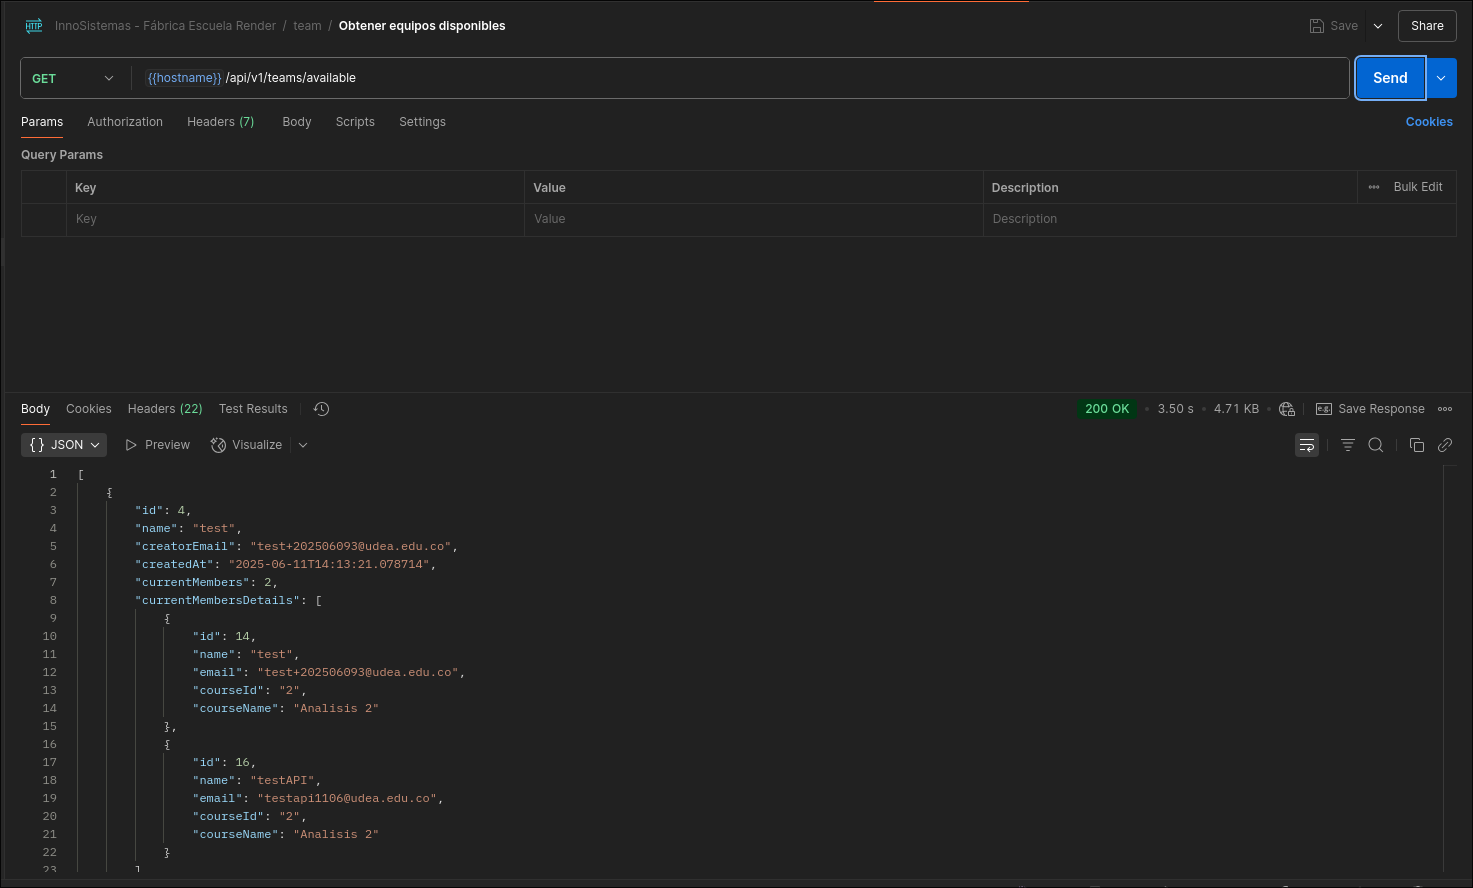 HTTP InnoSistemas - Fábrica Escuela Render / team / Obtener equipos disponibles Save Share
GET {{hostname}} /api/v1/teams/available Send
Params Authorization Headers (7) Body Scripts Settings Cookies
Query Params
Key Value Description Bulk Edit
Key Value Description
Body Cookies Headers (22) Test Results 200 OK 3.50 s 4.71 KB e.g. Save Response
{} JSON Preview Visualize
1 [
2 {
3 "id": 4,
4 "name": "test",
5 "creatorEmail": "test+202506093@udea.edu.co",
6 "createdAt": "2025-06-11T14:13:21.078714",
7 "currentMembers": 2,
8 "currentMembersDetails": [
9 {
10 "id": 14,
11 "name": "test",
12 "email": "test+202506093@udea.edu.co",
13 "courseId": "2",
14 "courseName": "Analisis 2"
15 },
16 {
17 "id": 16,
18 "name": "testAPI",
19 "email": "testapi1106@udea.edu.co",
20 "courseId": "2",
21 "courseName": "Analisis 2"
22 }
23 ]